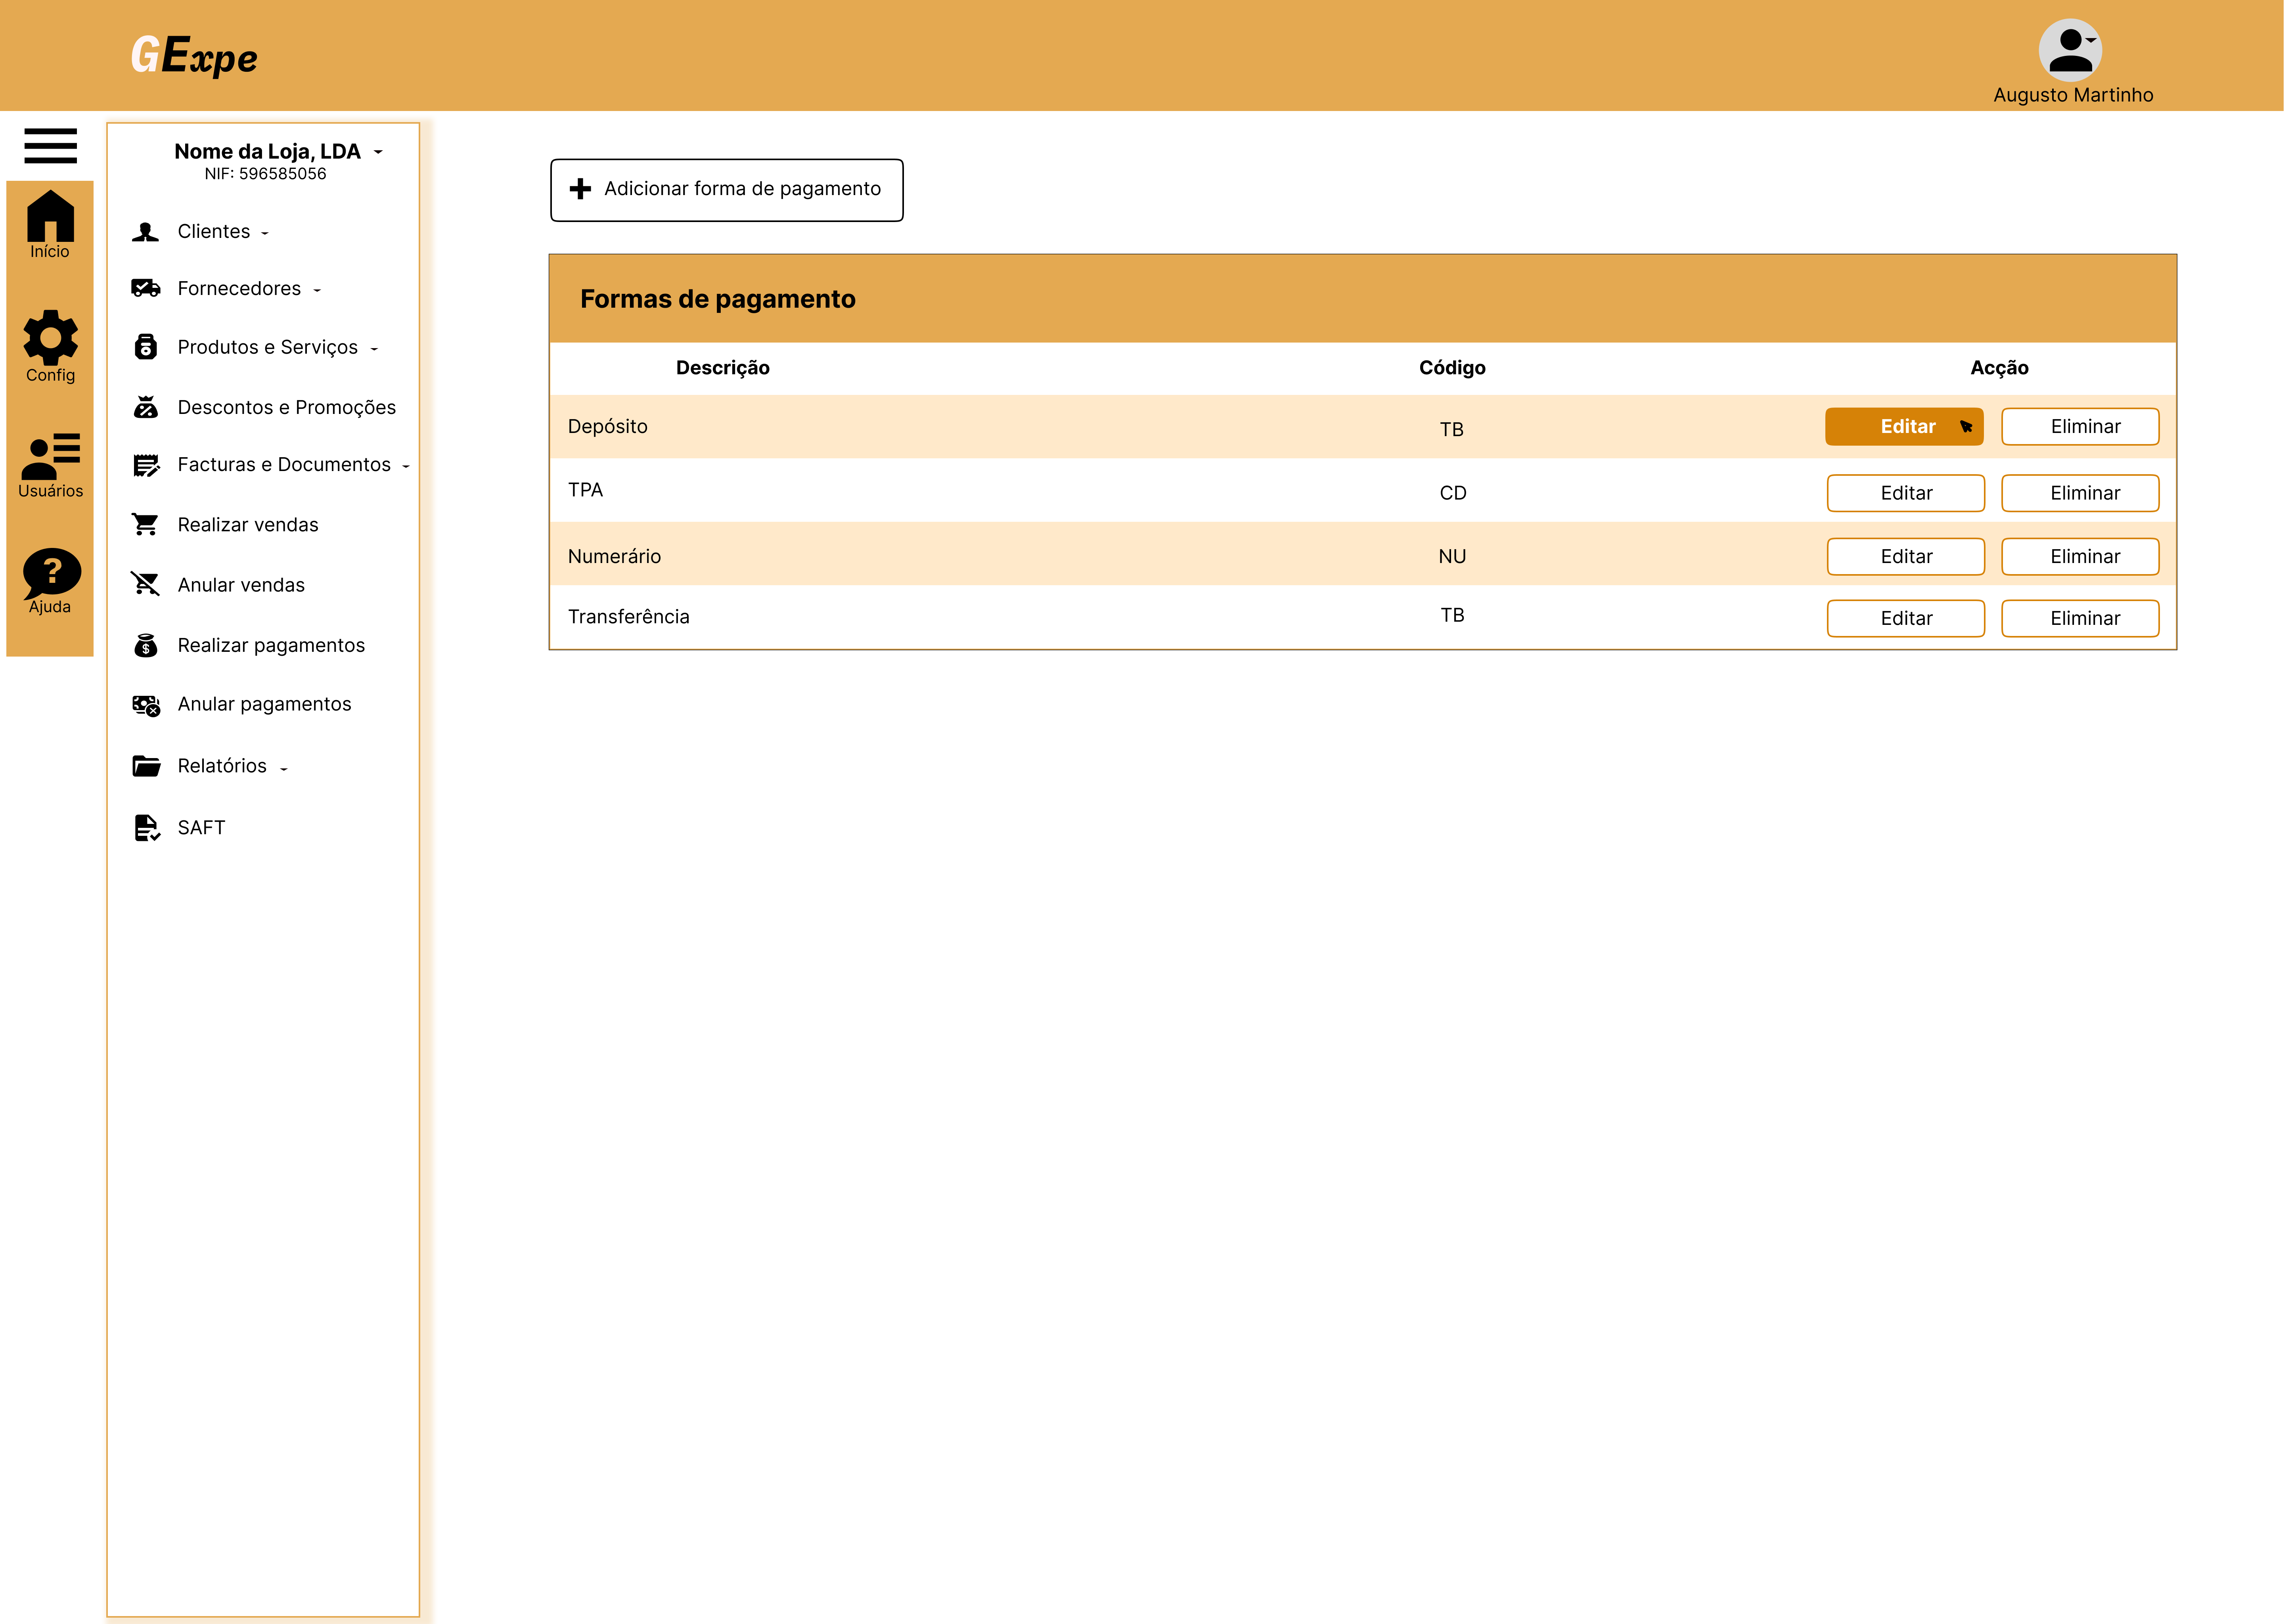 GExpe
Augusto Martinho
Início
Config
Usuários
Ajuda
Nome da Loja, LDA
NIF: 596585056
Clientes
Fornecedores
Produtos e Serviços
Descontos e Promoções
Facturas e Documentos
Realizar vendas
Anular vendas
Realizar pagamentos
Anular pagamentos
Relatórios
SAFT
Adicionar forma de pagamento
Formas de pagamento
Descrição Código Acção
Depósito TB Editar Eliminar
TPA CD Editar Eliminar
Numerário NU Editar Eliminar
Transferência TB Editar Eliminar